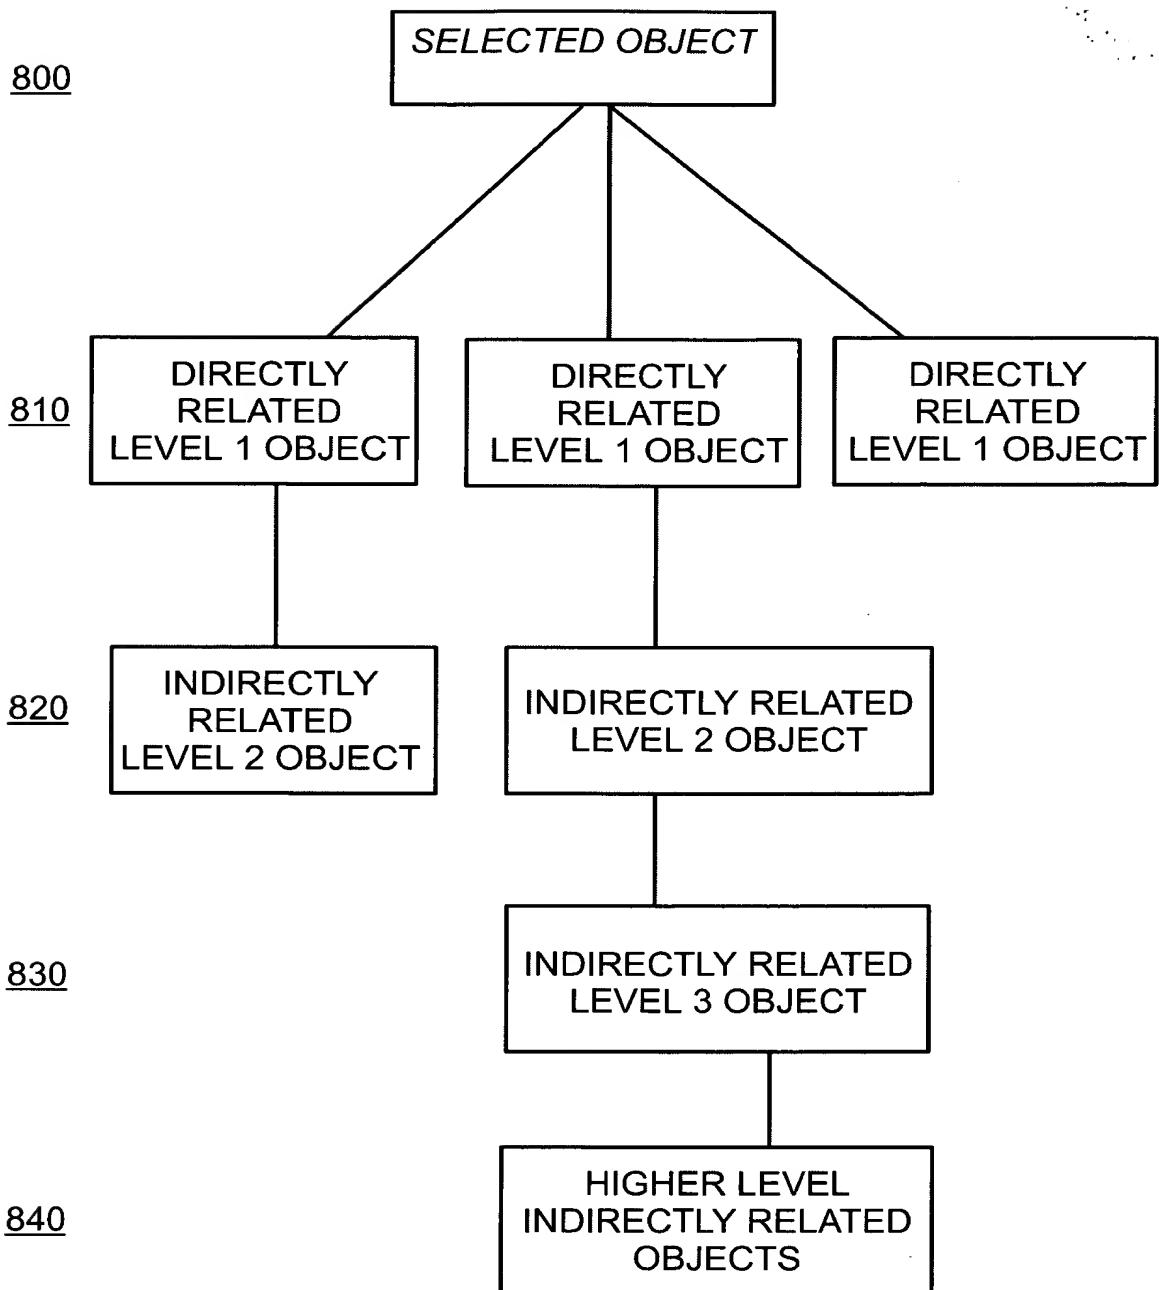 800
SELECTED OBJECT
810
DIRECTLY
RELATED
LEVEL 1 OBJECT
DIRECTLY
RELATED
LEVEL 1 OBJECT
DIRECTLY
RELATED
LEVEL 1 OBJECT
820
INDIRECTLY
RELATED
LEVEL 2 OBJECT
INDIRECTLY RELATED
LEVEL 2 OBJECT
830
INDIRECTLY RELATED
LEVEL 3 OBJECT
840
HIGHER LEVEL
INDIRECTLY RELATED
OBJECTS